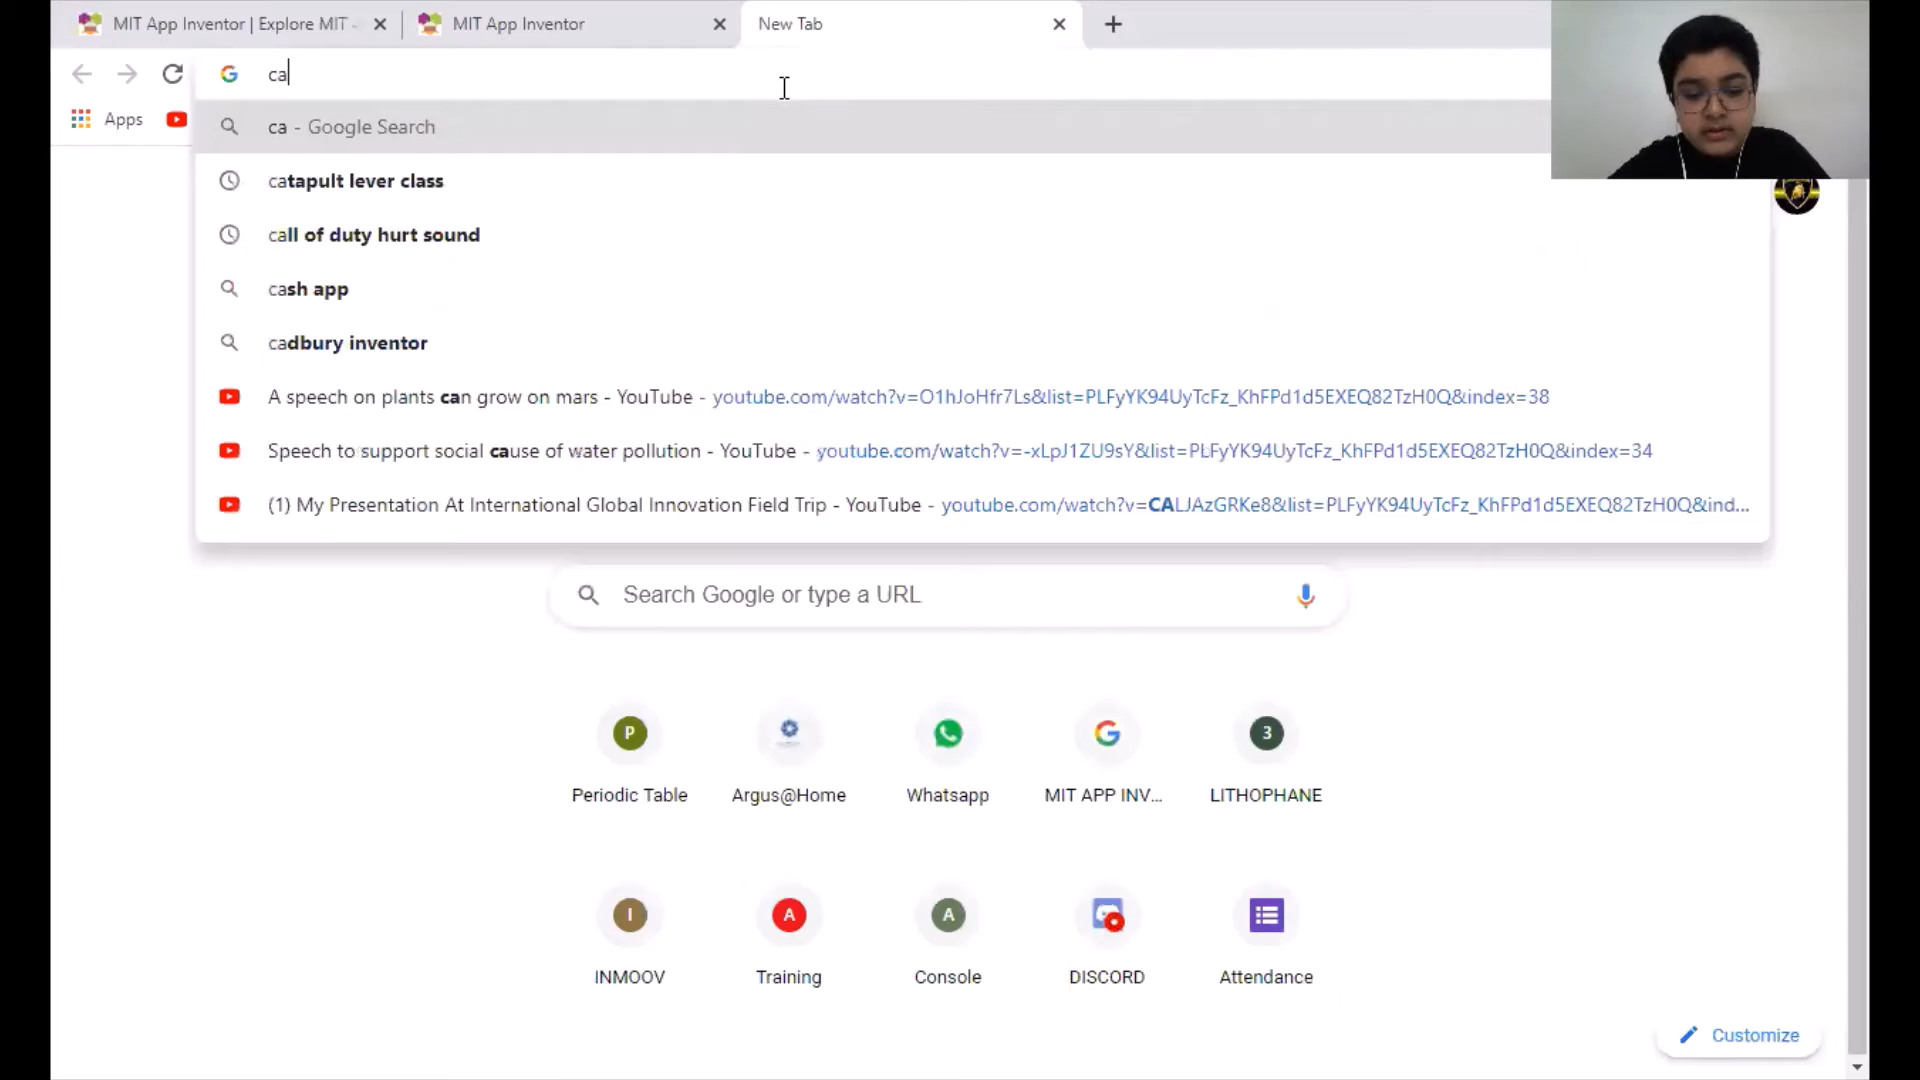 MIT App Inventor | Explore MIT -
MIT App Inventor
New Tab
ca
Apps
ca - Google Search
catapult lever class
call of duty hurt sound
cash app
cadbury inventor
A speech on plants can grow on mars - YouTube - youtube.com/watch?v=O1hJoHfr7Ls&list=PLFyYK94UyTcFz_KhFPd1d5EXEQ82TzH0Q&index=38
Speech to support social cause of water pollution - YouTube - youtube.com/watch?v=-xLpJ1ZU9sY&list=PLFyYK94UyTcFz_KhFPd1d5EXEQ82TzH0Q&index=34
(1) My Presentation At International Global Innovation Field Trip - YouTube - youtube.com/watch?v=CALJAzGRKe8&list=PLFyYK94UyTcFz_KhFPd1d5EXEQ82TzH0Q&ind...
Search Google or type a URL
P
3
Periodic Table
Argus@Home
Whatsapp
MIT APP INV...
LITHOPHANE
I
A
A
INMOOV
Training
Console
DISCORD
Attendance
Customize